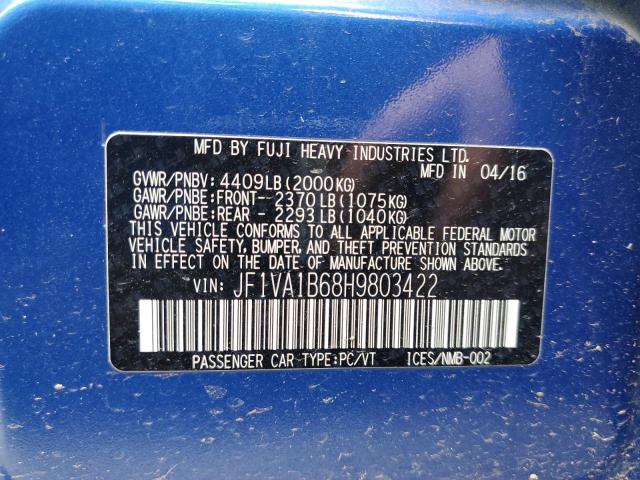 MFD BY FUJI HEAVY INDUSTRIES LTD.
MFD IN 04/16
GVWR/PNBV: 4409LB(2000KG)
GAWR/PNBE:FRONT--2370LB(1075KG)
GAWR/PNBE:REAR - 2293LB(1040KG)
THIS VEHICLE CONFORMS TO ALL APPLICABLE FEDERAL MOTOR
VEHICLE SAFETY, BUMPER, AND THEFT PREVENTION STANDARDS
IN EFFECT ON THE DATE OF MANUFACTURE SHOWN ABOVE.
VIN: JF1VA1B68H9803422
PASSENGER CAR TYPE:PC/VT ICES/NMB-002